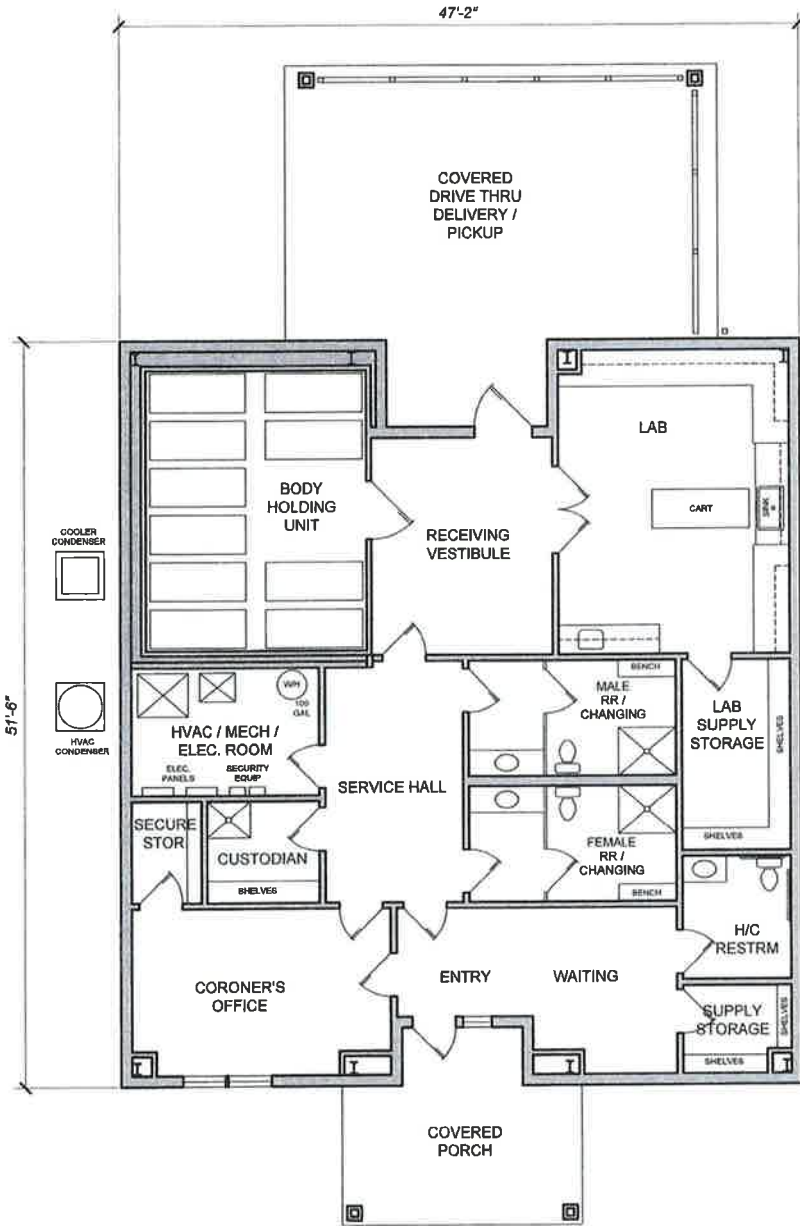 47'-2"
COVERED
DRIVE THRU
DELIVERY /
PICKUP
51'-6"
LAB
CART
SINK
BODY
HOLDING
UNIT
RECEIVING
VESTIBULE
COOLER
CONDENSER
HVAC
CONDENSER
W/H
100
GAL
HVAC / MECH /
ELEC. ROOM
ELEC.
PANELS
SECURITY
EQUIP
BENCH
MALE
RR /
CHANGING
LAB
SUPPLY
STORAGE
SHELVES
SHELVES
SERVICE HALL
SECURE
STOR
CUSTODIAN
SHELVES
FEMALE
RR /
CHANGING
BENCH
H/C
RESTRM
CORONER'S
OFFICE
ENTRY
WAITING
SUPPLY
STORAGE
SHELVES
SHELVES
COVERED
PORCH
I
I
I
I
I